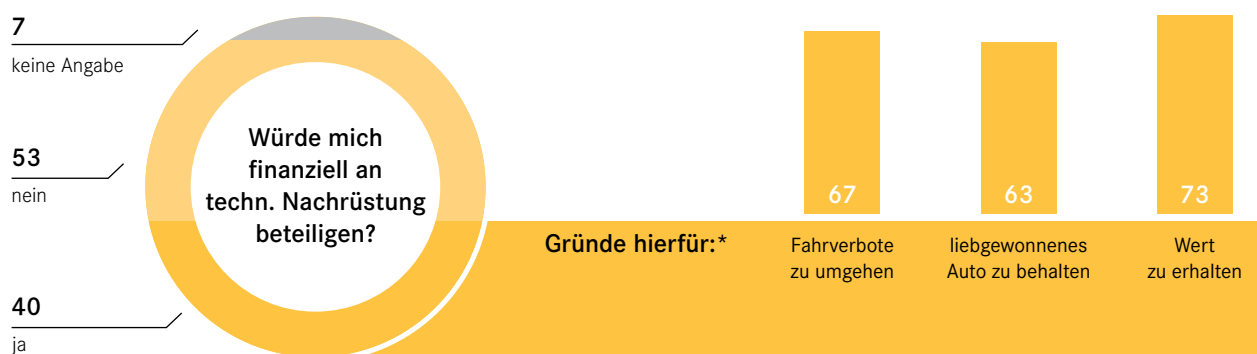 7
keine Angabe
53
nein
40
ja
Würde mich
finanziell an
techn. Nachrüstung
beteiligen?
Gründe hierfür:*
67
Fahrverbote
zu umgehen
63
liebgewonnenes
Auto zu behalten
73
Wert
zu erhalten